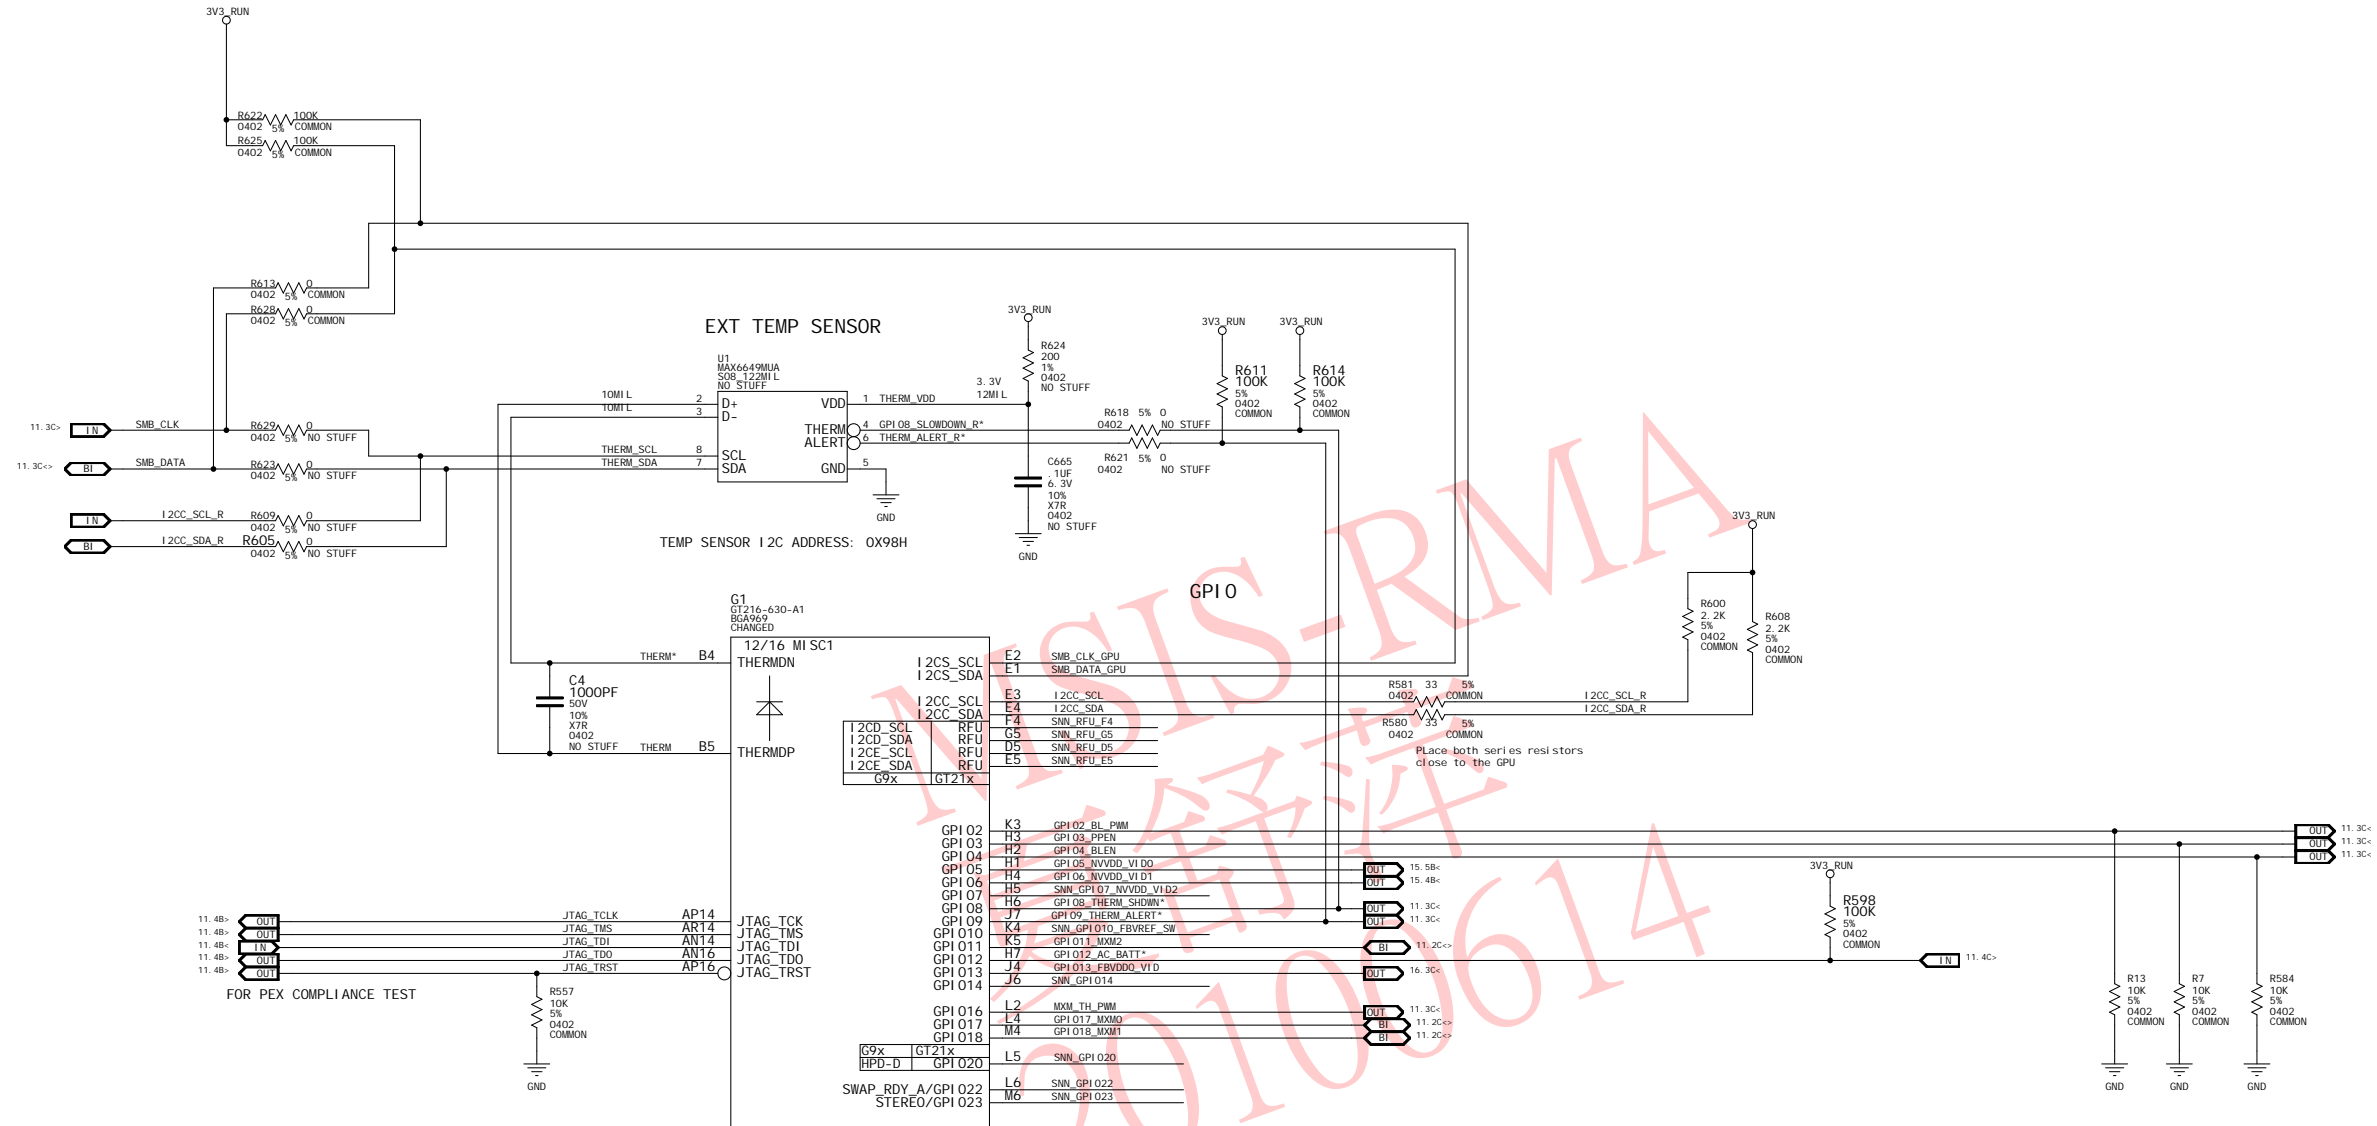 3V3_RUN
R622 100K
0402 5% COMMON
R625 100K
0402 5% COMMON
R613 0
0402 5% COMMON
R628 0
0402 5% COMMON
EXT TEMP SENSOR
U1
MAX6649MUA
SO8_122MIL
NO STUFF
10MIL 2 D+
10MIL 3 D-
VDD 1 THERM_VDD
3.3V
12MIL
THERM 4 GPIO8_SLOWDOWN_R*
ALERT 6 THERM_ALERT_R*
THERM_SCL 8 SCL
THERM_SDA 7 SDA
GND 5
GND
3V3_RUN
R624
200
1%
0402
NO STUFF
C665
.1UF
6.3V
10%
X7R
0402
NO STUFF
GND
R618 5% 0
0402 NO STUFF
R621 5% 0
0402 NO STUFF
3V3_RUN
R611
100K
5%
0402
COMMON
3V3_RUN
R614
100K
5%
0402
COMMON
11.3C> IN SMB_CLK R629 0
0402 5% NO STUFF
11.3C<> BI SMB_DATA R623 0
0402 5% NO STUFF
IN I2CC_SCL_R R609 0
0402 5% NO STUFF
BI I2CC_SDA_R R605 0
0402 5% NO STUFF
TEMP SENSOR I2C ADDRESS: 0X98H
GPIO
G1
GT216-630-A1
BGA969
CHANGED
12/16 MISC1
THERM* B4 THERMDN
C4
1000PF
50V
10%
X7R
0402
NO STUFF
THERM B5 THERMDP
I2CS_SCL E2 SMB_CLK_GPU
I2CS_SDA E1 SMB_DATA_GPU
I2CC_SCL E3 I2CC_SCL
I2CC_SDA E4 I2CC_SDA
I2CD_SCL RFU F4 SNN_RFU_F4
I2CD_SDA RFU G5 SNN_RFU_G5
I2CE_SCL RFU D5 SNN_RFU_D5
I2CE_SDA RFU E5 SNN_RFU_E5
G9x GT21x
R581 33 5%
0402 COMMON
I2CC_SCL_R
I2CC_SDA_R
R580 33 5%
0402 COMMON
PLace both series resistors
close to the GPU
3V3_RUN
R600
2.2K
5%
0402
COMMON
R608
2.2K
5%
0402
COMMON
GPIO2 K3 GPIO2_BL_PWM OUT 11.3C<
GPIO3 H3 GPIO3_PPEN OUT 11.3C<
GPIO4 H2 GPIO4_BLEN OUT 11.3C<
GPIO5 H1 GPIO5_NVVDD_VID0 OUT 15.5B<
GPIO6 H4 GPIO6_NVVDD_VID1 OUT 15.4B<
GPIO7 H5 SNN_GPIO7_NVVDD_VID2
GPIO8 H6 GPIO8_THERM_SHDWN* OUT 11.3C<
GPIO9 J7 GPIO9_THERM_ALERT* OUT 11.3C<
GPIO10 K4 SNN_GPIO10_FBVREF_SW
GPIO11 K5 GPIO11_MXM2 BI 11.2C<>
GPIO12 H7 GPIO12_AC_BATT* IN 11.4C>
GPIO13 J4 GPIO13_FBVDDQ_VID OUT 16.3C<
GPIO14 J6 SNN_GPIO14
GPIO16 L2 MXM_TH_PWM OUT 11.3C<
GPIO17 L4 GPIO17_MXM0 BI 11.2C<>
GPIO18 M4 GPIO18_MXM1 BI 11.2C<>
G9x GT21x
HPD-D GPIO20 L5 SNN_GPIO20
SWAP_RDY_A/GPIO22 L6 SNN_GPIO22
STEREO/GPIO23 M6 SNN_GPIO23
11.4B> OUT JTAG_TCLK AP14 JTAG_TCK
11.4B> OUT JTAG_TMS AR14 JTAG_TMS
11.4B< IN JTAG_TDI AN14 JTAG_TDI
11.4B> OUT JTAG_TDO AN16 JTAG_TDO
11.4B> OUT JTAG_TRST AP16 JTAG_TRST
FOR PEX COMPLIANCE TEST
R557
10K
5%
0402
COMMON
GND
3V3_RUN
R598
100K
5%
0402
COMMON
R13
10K
5%
0402
COMMON
GND
R7
10K
5%
0402
COMMON
GND
R584
10K
5%
0402
COMMON
GND
MSIS-RMA
夏舒萍
20100614